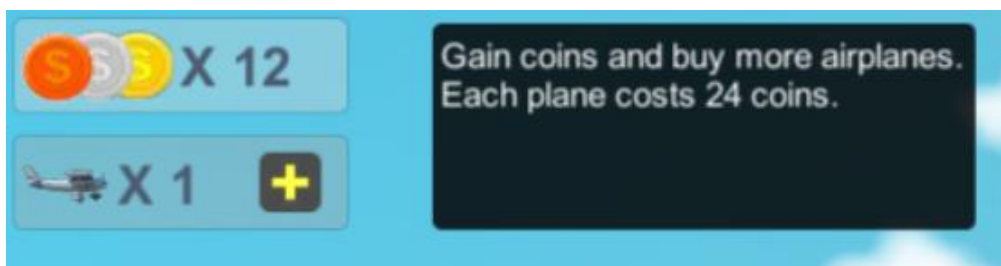 X 12
Gain coins and buy more airplanes.
Each plane costs 24 coins.
X 1 +